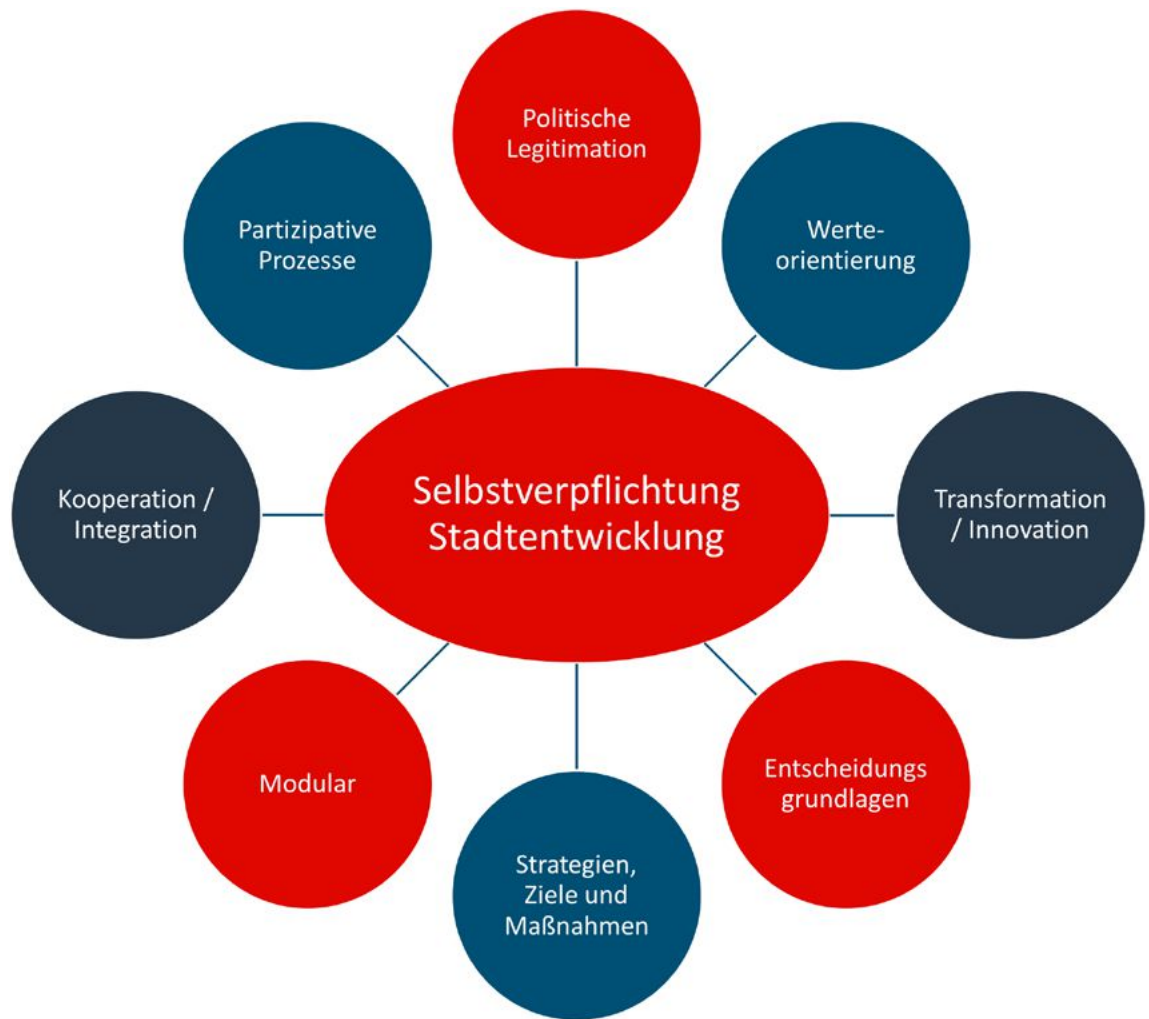 Politische
Legitimation
Partizipative
Prozesse
Werte-
orientierung
Kooperation /
Integration
Selbstverpflichtung
Stadtentwicklung
Transformation
/ Innovation
Modular
Entscheidungs
grundlagen
Strategien,
Ziele und
Maßnahmen